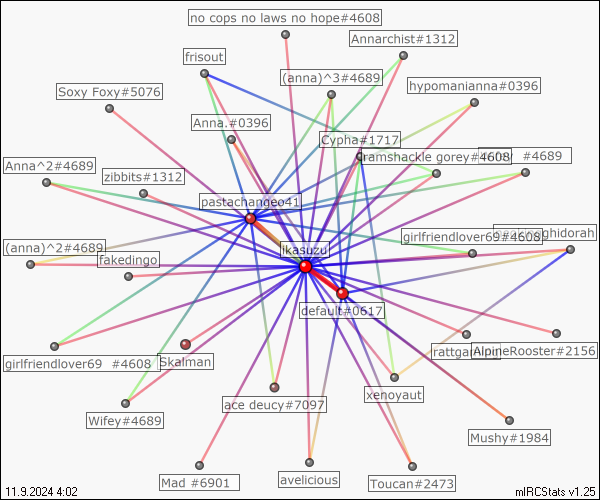 no cops no laws no hope#4608
Annarchist#1312
frisout
(anna)^3#4689
hypomanianna#0396
Soxy Foxy#5076
Anna.#0396
Cypha#1717
ramshackle gorey#4608
#4689
Anna^2#4689
zibbits#1312
pastachangeo41
girlfriendlover69#4608
ghidorah
(anna)^2#4689
ikasuzu
fakedingo
default#0617
girlfriendlover69 #4608
Skalman
AlpineRooster#2156
xenoyaut
ace deucy#7097
Wifey#4689
Mushy#1984
Mad #6901
avelicious
Toucan#2473
11.9.2024 4:02
mIRCStats v1.25